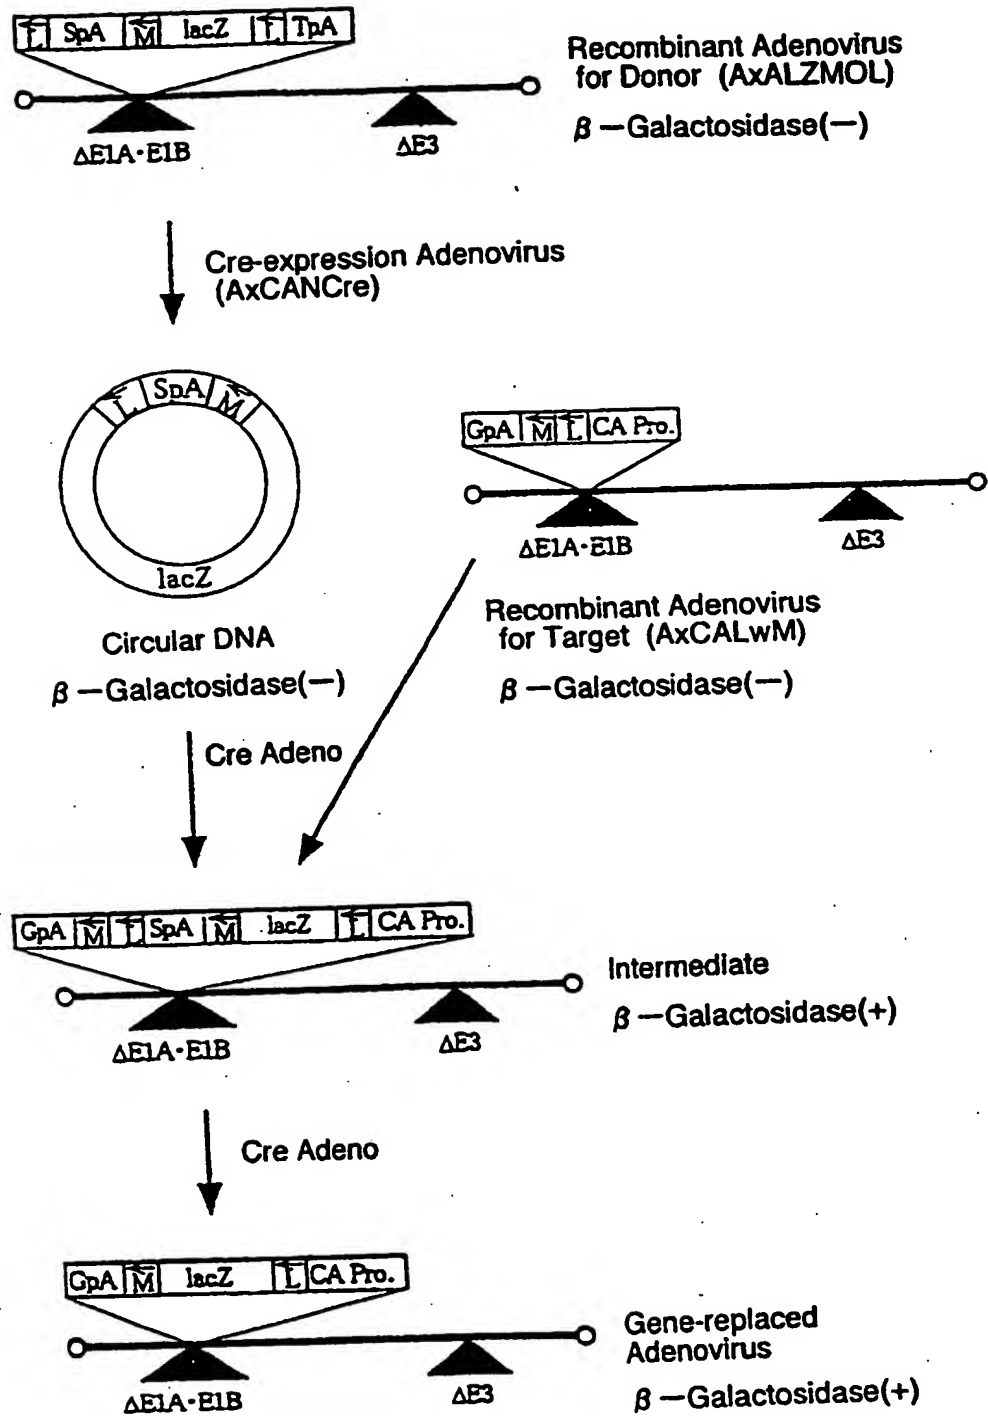 L SpA M lacZ L TpA
Recombinant Adenovirus
for Donor (AxALZMOL)
β—Galactosidase(—)
ΔE1A·E1B ΔE3
Cre-expression Adenovirus
(AxCANCre)
L SpA M
lacZ
Circular DNA
β—Galactosidase(—)
GpA M L CA Pro.
ΔE1A·E1B ΔE3
Recombinant Adenovirus
for Target (AxCALwM)
β—Galactosidase(—)
Cre Adeno
GpA M L SpA M lacZ L CA Pro.
Intermediate
β—Galactosidase(+)
ΔE1A·E1B ΔE3
Cre Adeno
GpA M lacZ L CA Pro.
Gene-replaced
Adenovirus
β—Galactosidase(+)
ΔE1A·E1B ΔE3